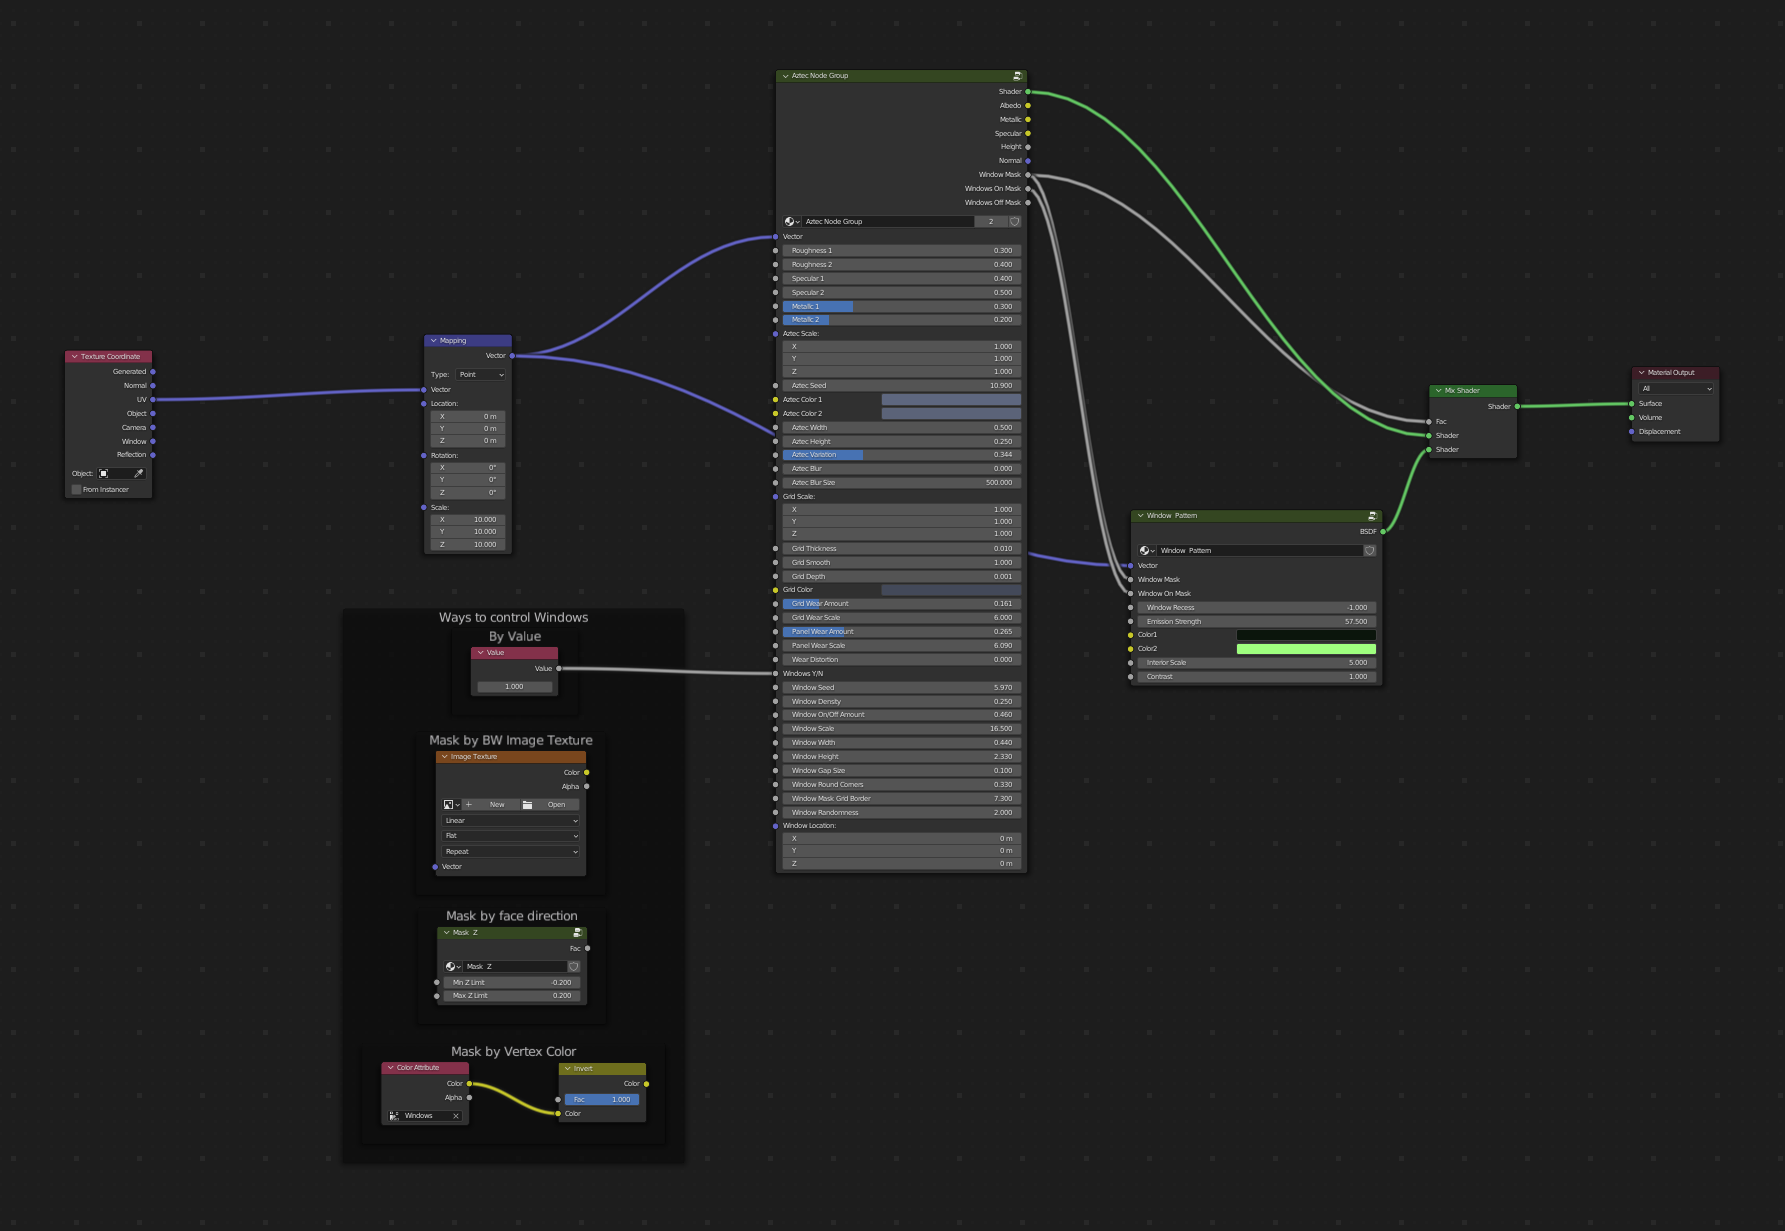 Texture Coordinate
Generated
Normal
UV
Object
Camera
Window
Reflection
Object:
From Instancer
Mapping
Vector
Type: Point
Vector
Location:
X 0 m
Y 0 m
Z 0 m
Rotation:
X 0°
Y 0°
Z 0°
Scale:
X 10.000
Y 10.000
Z 10.000
Ways to control Windows
By Value
Value
Value
1.000
Mask by BW Image Texture
Image Texture
Color
Alpha
+ New Open
Linear
Flat
Repeat
Vector
Mask by face direction
Mask Z
Fac
Mask Z
Min Z Limit -0.200
Max Z Limit 0.200
Mask by Vertex Color
Color Attribute
Color
Alpha
Windows
Invert
Color
Fac 1.000
Color
Aztec Node Group
Shader
Albedo
Metallic
Specular
Height
Normal
Window Mask
Windows On Mask
Windows Off Mask
Aztec Node Group 2
Vector
Roughness 1 0.300
Roughness 2 0.400
Specular 1 0.400
Specular 2 0.500
Metallic 1 0.300
Metallic 2 0.200
Aztec Scale:
X 1.000
Y 1.000
Z 1.000
Aztec Seed 10.900
Aztec Color 1
Aztec Color 2
Aztec Width 0.500
Aztec Height 0.250
Aztec Variation 0.344
Aztec Blur 0.000
Aztec Blur Size 500.000
Grid Scale:
X 1.000
Y 1.000
Z 1.000
Grid Thickness 0.010
Grid Smooth 1.000
Grid Depth 0.001
Grid Color
Grid Wear Amount 0.161
Grid Wear Scale 6.000
Panel Wear Amount 0.265
Panel Wear Scale 6.090
Wear Distortion 0.000
Windows Y/N
Window Seed 5.970
Window Density 0.250
Window On/Off Amount 0.460
Window Scale 16.500
Window Width 0.440
Window Height 2.330
Window Gap Size 0.100
Window Round Corners 0.330
Window Mask Grid Border 7.300
Window Randomness 2.000
Window Location:
X 0 m
Y 0 m
Z 0 m
Window Pattern
BSDF
Window Pattern
Vector
Window Mask
Window On Mask
Window Recess -1.000
Emission Strength 57.500
Color1
Color2
Interior Scale 5.000
Contrast 1.000
Mix Shader
Shader
Fac
Shader
Shader
Material Output
All
Surface
Volume
Displacement